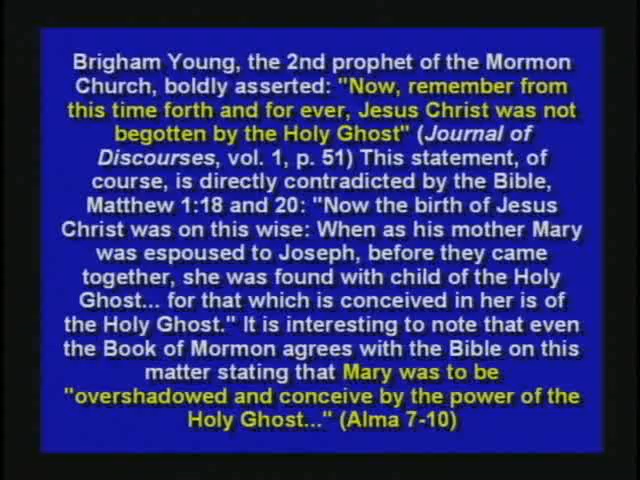 Brigham Young, the 2nd prophet of the Mormon
Church, boldly asserted: "Now, remember from
this time forth and for ever, Jesus Christ was not
begotten by the Holy Ghost" (Journal of
Discourses, vol. 1, p. 51) This statement, of
course, is directly contradicted by the Bible,
Matthew 1:18 and 20: "Now the birth of Jesus
Christ was on this wise: When as his mother Mary
was espoused to Joseph, before they came
together, she was found with child of the Holy
Ghost... for that which is conceived in her is of
the Holy Ghost." It is interesting to note that even
the Book of Mormon agrees with the Bible on this
matter stating that Mary was to be
"overshadowed and conceive by the power of the
Holy Ghost..." (Alma 7-10)